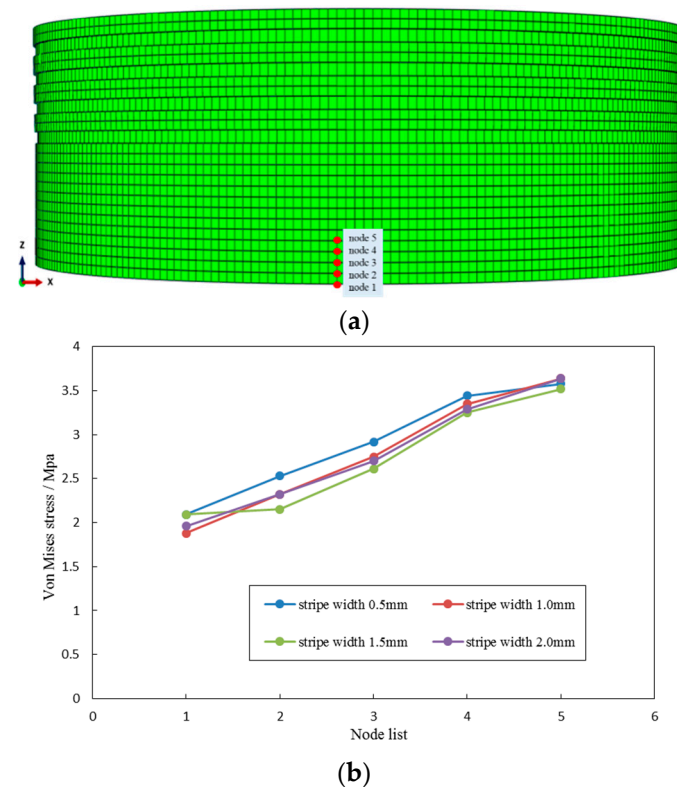 node 5
node 4
node 3
node 2
node 1
Z
X
(a)
4
3.5
3
2.5
2
1.5
1
0.5
0
Von Mises stress / Mpa
stripe width 0.5mm
stripe width 1.0mm
stripe width 1.5mm
stripe width 2.0mm
0 1 2 3 4 5 6
Node list
(b)